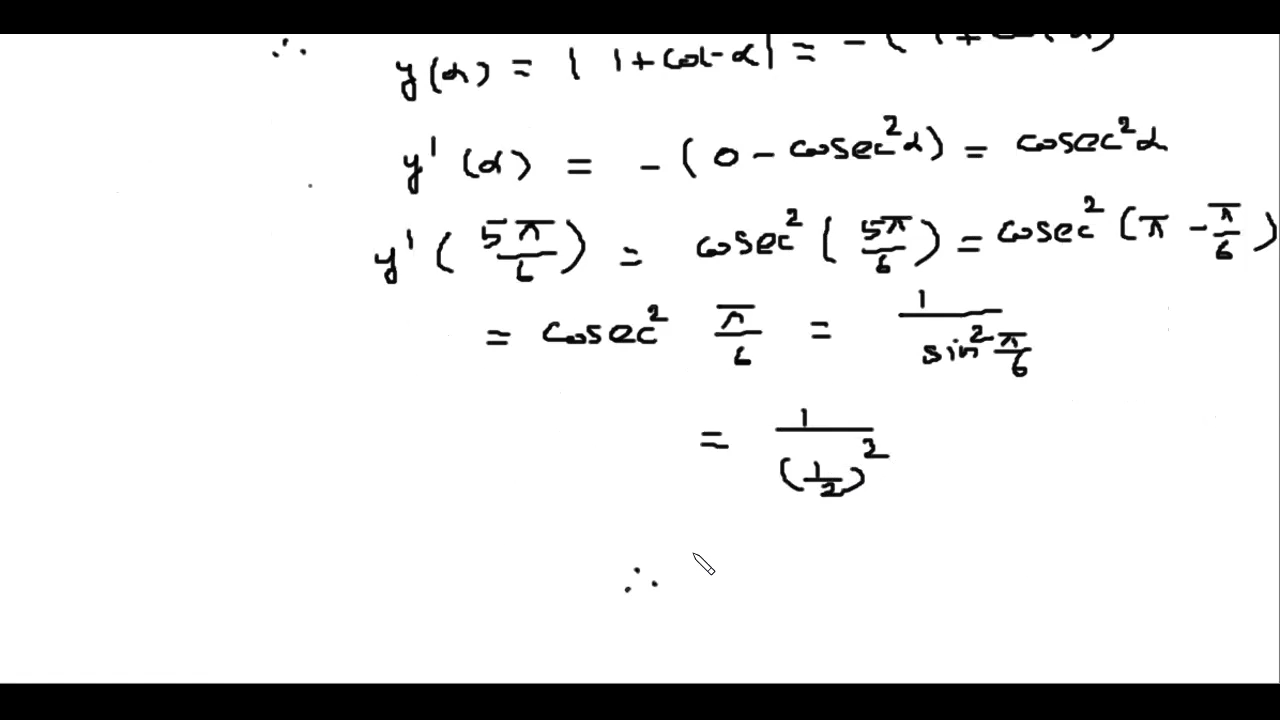 ∴ y(α) = | 1 + cot α | = - ( 1 + cot α )
y'(α) = - ( 0 - cosec²α ) = cosec²α
y' ( 5π/6 ) = cosec² ( 5π/6 ) = cosec² ( π - π/6 )
= cosec² π/6 = 1/sin² π/6
= 1/(1/2)²
∴